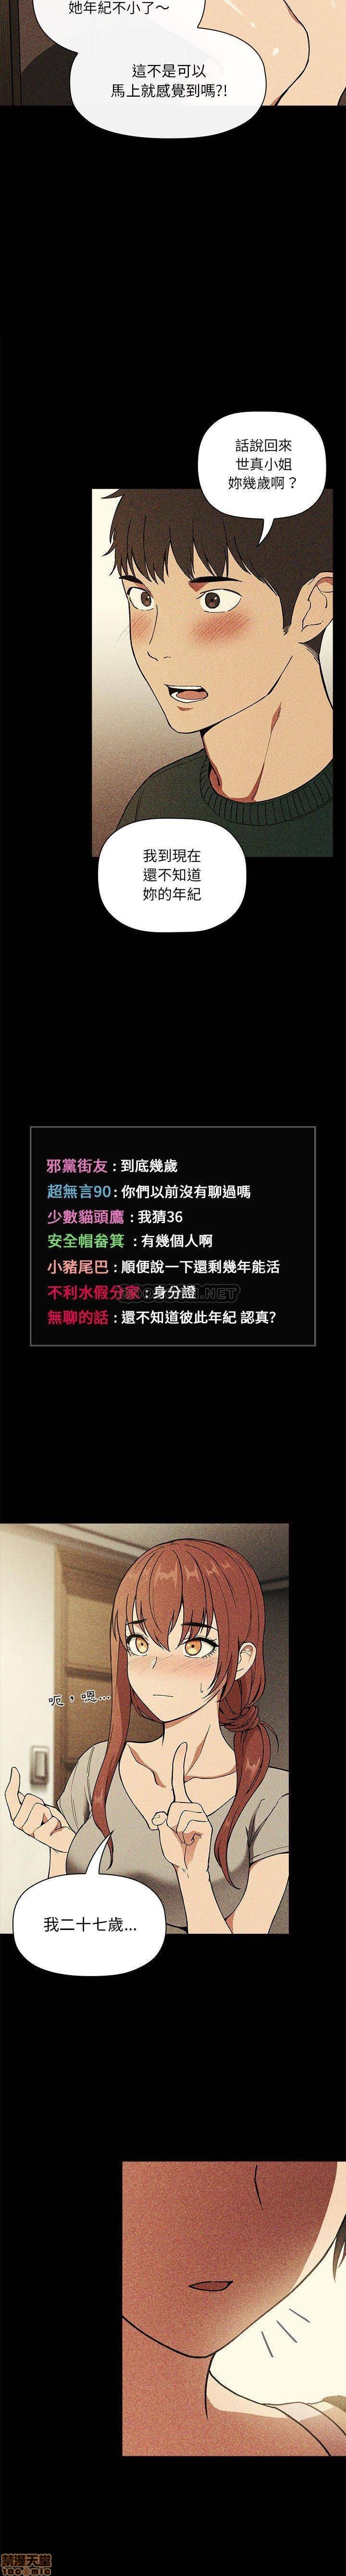 她年紀不小了～
這不是可以
馬上就感覺到嗎?!
話說回來
世真小姐
妳幾歲啊？
我到現在
還不知道
妳的年紀
邪黨街友：到底幾歲
超無言90：你們以前沒有聊過嗎
少數貓頭鷹：我猜36
安全帽畚箕：有幾個人啊
小豬尾巴：順便說一下還剩幾年能活
不利水假分家：身分證
無聊的話：還不知道彼此年紀 認真?
呃，嗯...
我二十七歲...
禁漫天堂
18COMIC